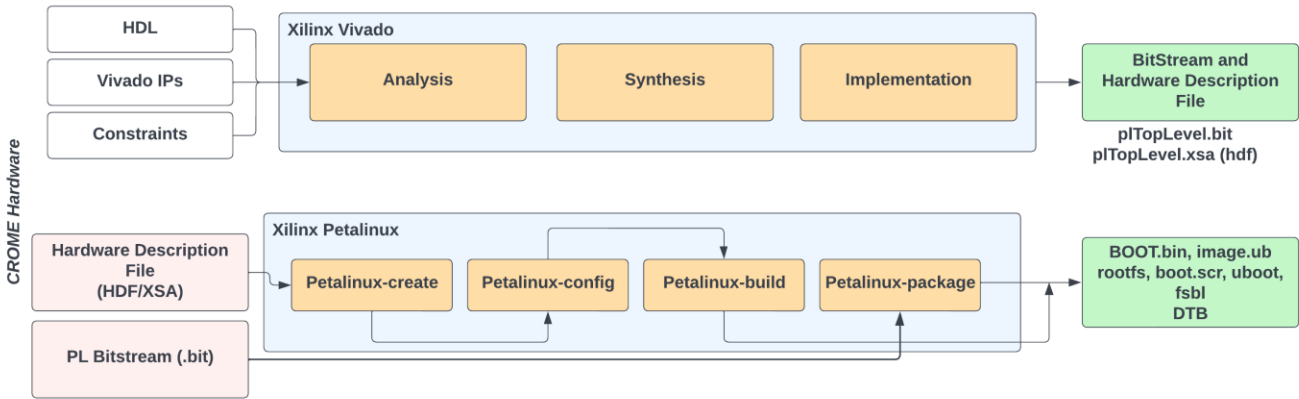 CROME Hardware
HDL
Vivado IPs
Constraints
Xilinx Vivado
Analysis
Synthesis
Implementation
BitStream and
Hardware Description
File
plTopLevel.bit
plTopLevel.xsa (hdf)
Hardware Description
File
(HDF/XSA)
PL Bitstream (.bit)
Xilinx Petalinux
Petalinux-create
Petalinux-config
Petalinux-build
Petalinux-package
BOOT.bin, image.ub
rootfs, boot.scr, uboot,
fsbl
DTB